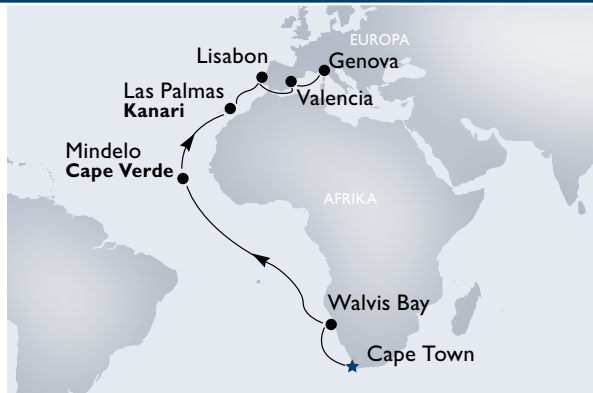 EUROPA
Lisabon
Genova
Las Palmas
Kanari
Valencia
Mindelo
Cape Verde
AFRIKA
Walvis Bay
Cape Town